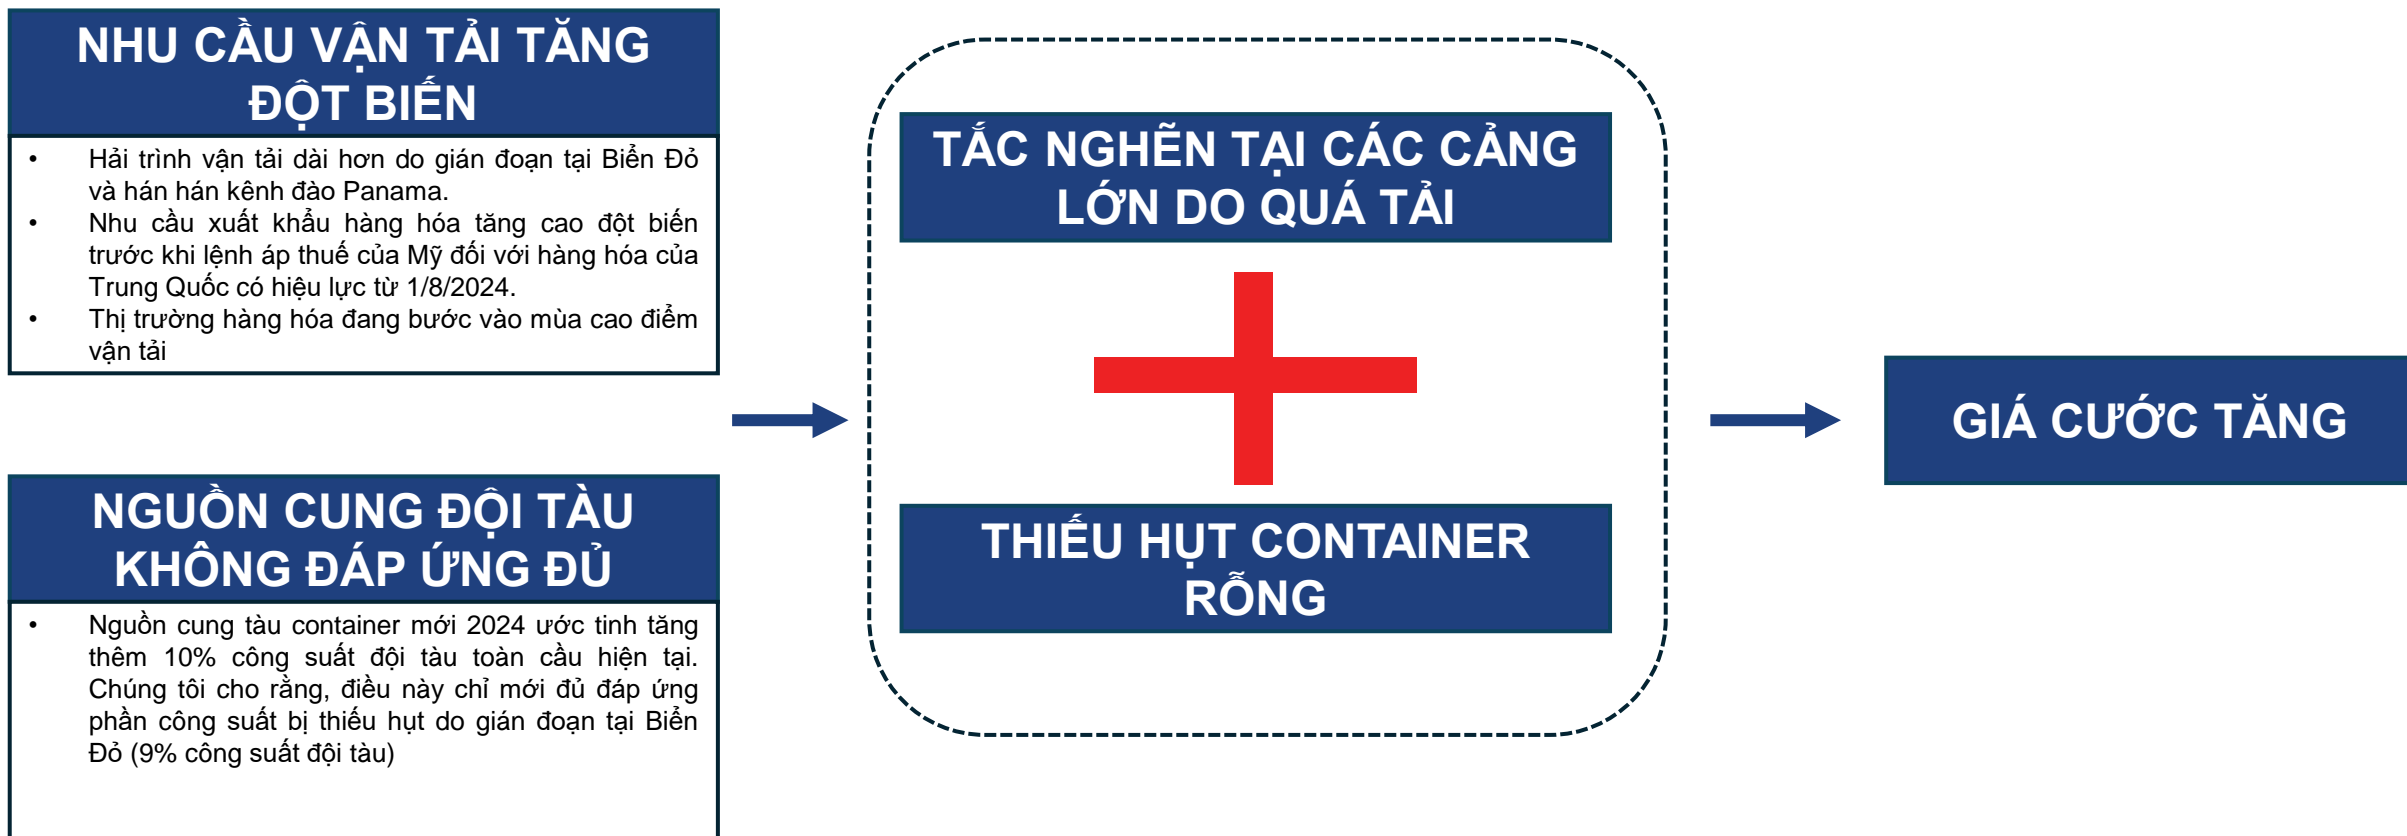 NHU CẦU VẬN TẢI TĂNG
ĐỘT BIẾN
• Hải trình vận tải dài hơn do gián đoạn tại Biển Đỏ
và hán hán kênh đào Panama.
• Nhu cầu xuất khẩu hàng hóa tăng cao đột biến
trước khi lệnh áp thuế của Mỹ đối với hàng hóa của
Trung Quốc có hiệu lực từ 1/8/2024.
• Thị trường hàng hóa đang bước vào mùa cao điểm
vận tải
NGUỒN CUNG ĐỘI TÀU
KHÔNG ĐÁP ỨNG ĐỦ
• Nguồn cung tàu container mới 2024 ước tinh tăng
thêm 10% công suất đội tàu toàn cầu hiện tại.
Chúng tôi cho rằng, điều này chỉ mới đủ đáp ứng
phần công suất bị thiếu hụt do gián đoạn tại Biển
Đỏ (9% công suất đội tàu)
TẮC NGHẼN TẠI CÁC CẢNG
LỚN DO QUÁ TẢI
THIẾU HỤT CONTAINER
RỖNG
GIÁ CƯỚC TĂNG